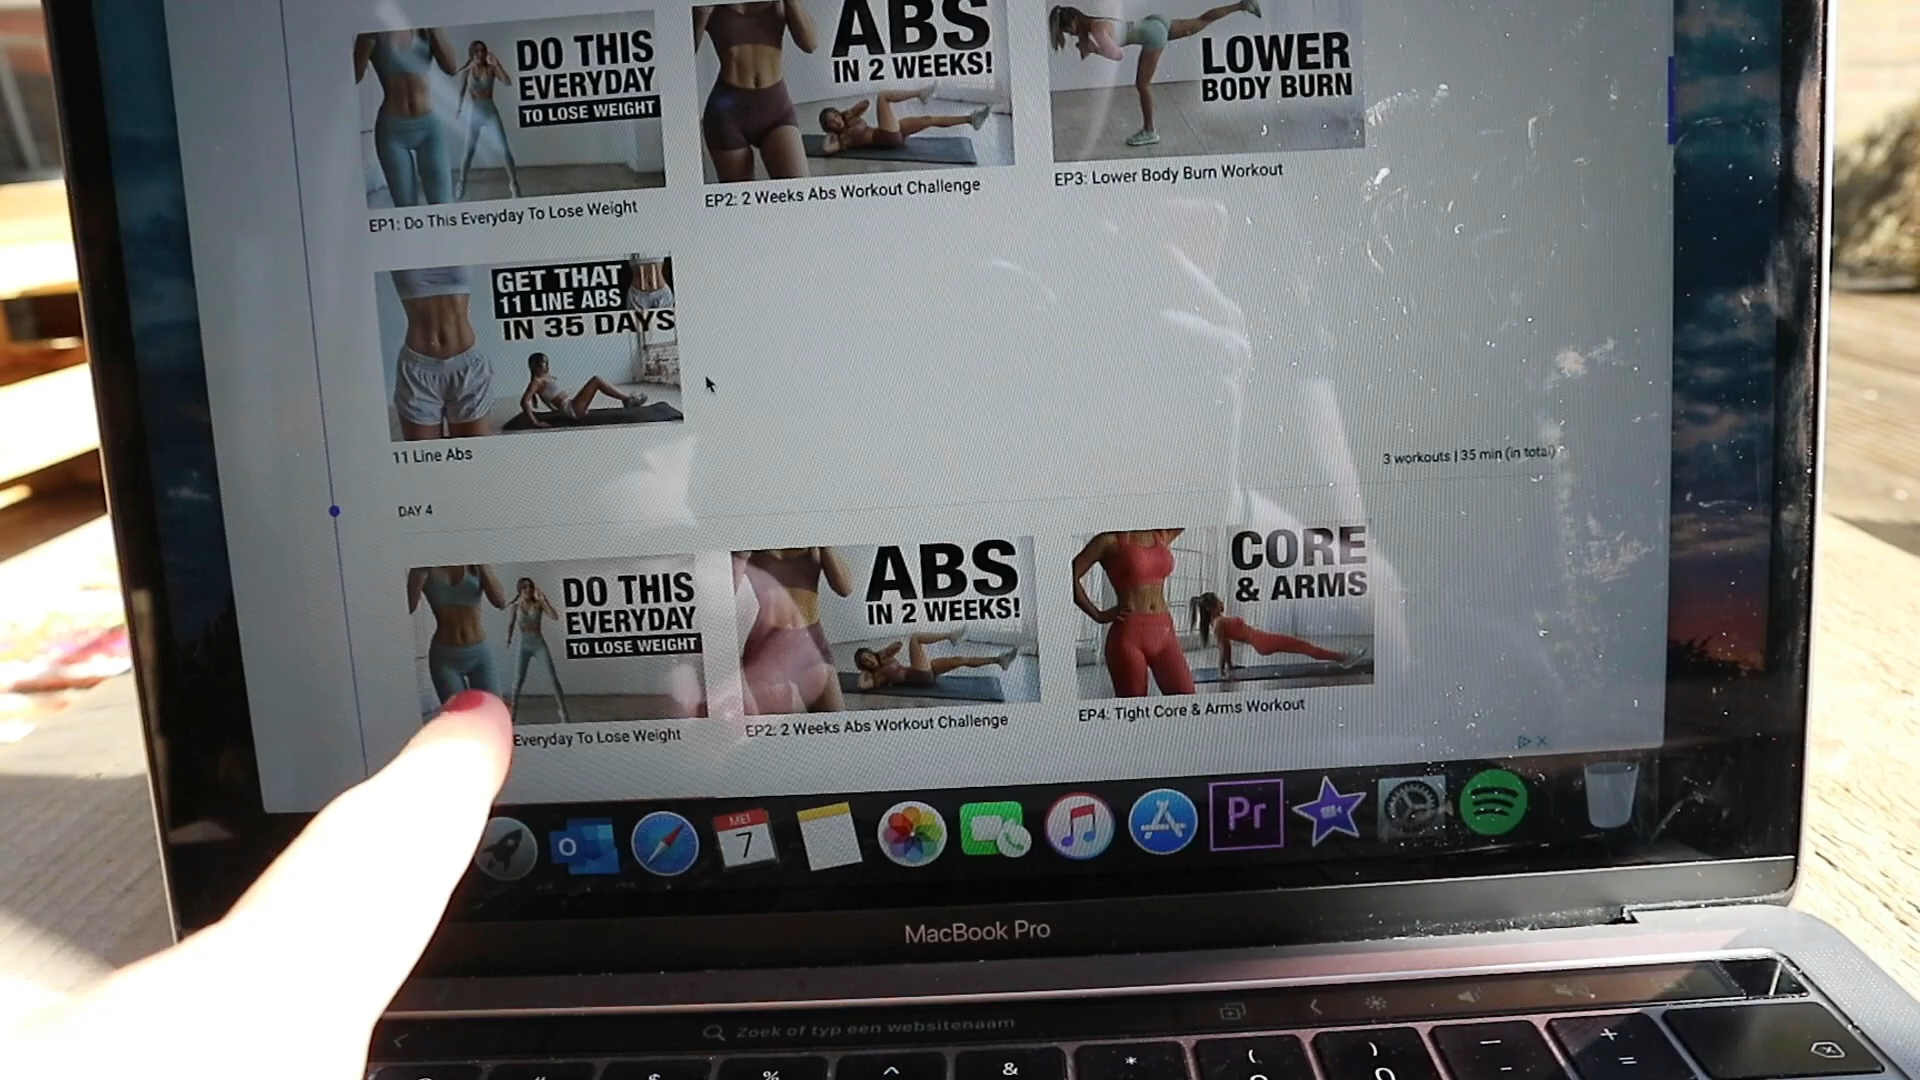 DO THIS
EVERYDAY
TO LOSE WEIGHT
ABS
IN 2 WEEKS!
LOWER
BODY BURN
EP1: Do This Everyday To Lose Weight
EP2: 2 Weeks Abs Workout Challenge
EP3: Lower Body Burn Workout
GET THAT
11 LINE ABS
IN 35 DAYS
11 Line Abs
3 workouts | 35 min (in total)
DAY 4
DO THIS
EVERYDAY
TO LOSE WEIGHT
ABS
IN 2 WEEKS!
CORE
& ARMS
Everyday To Lose Weight
EP2: 2 Weeks Abs Workout Challenge
EP4: Tight Core & Arms Workout
MEI
7
Pr
MacBook Pro
Zoek of typ een websitenaam